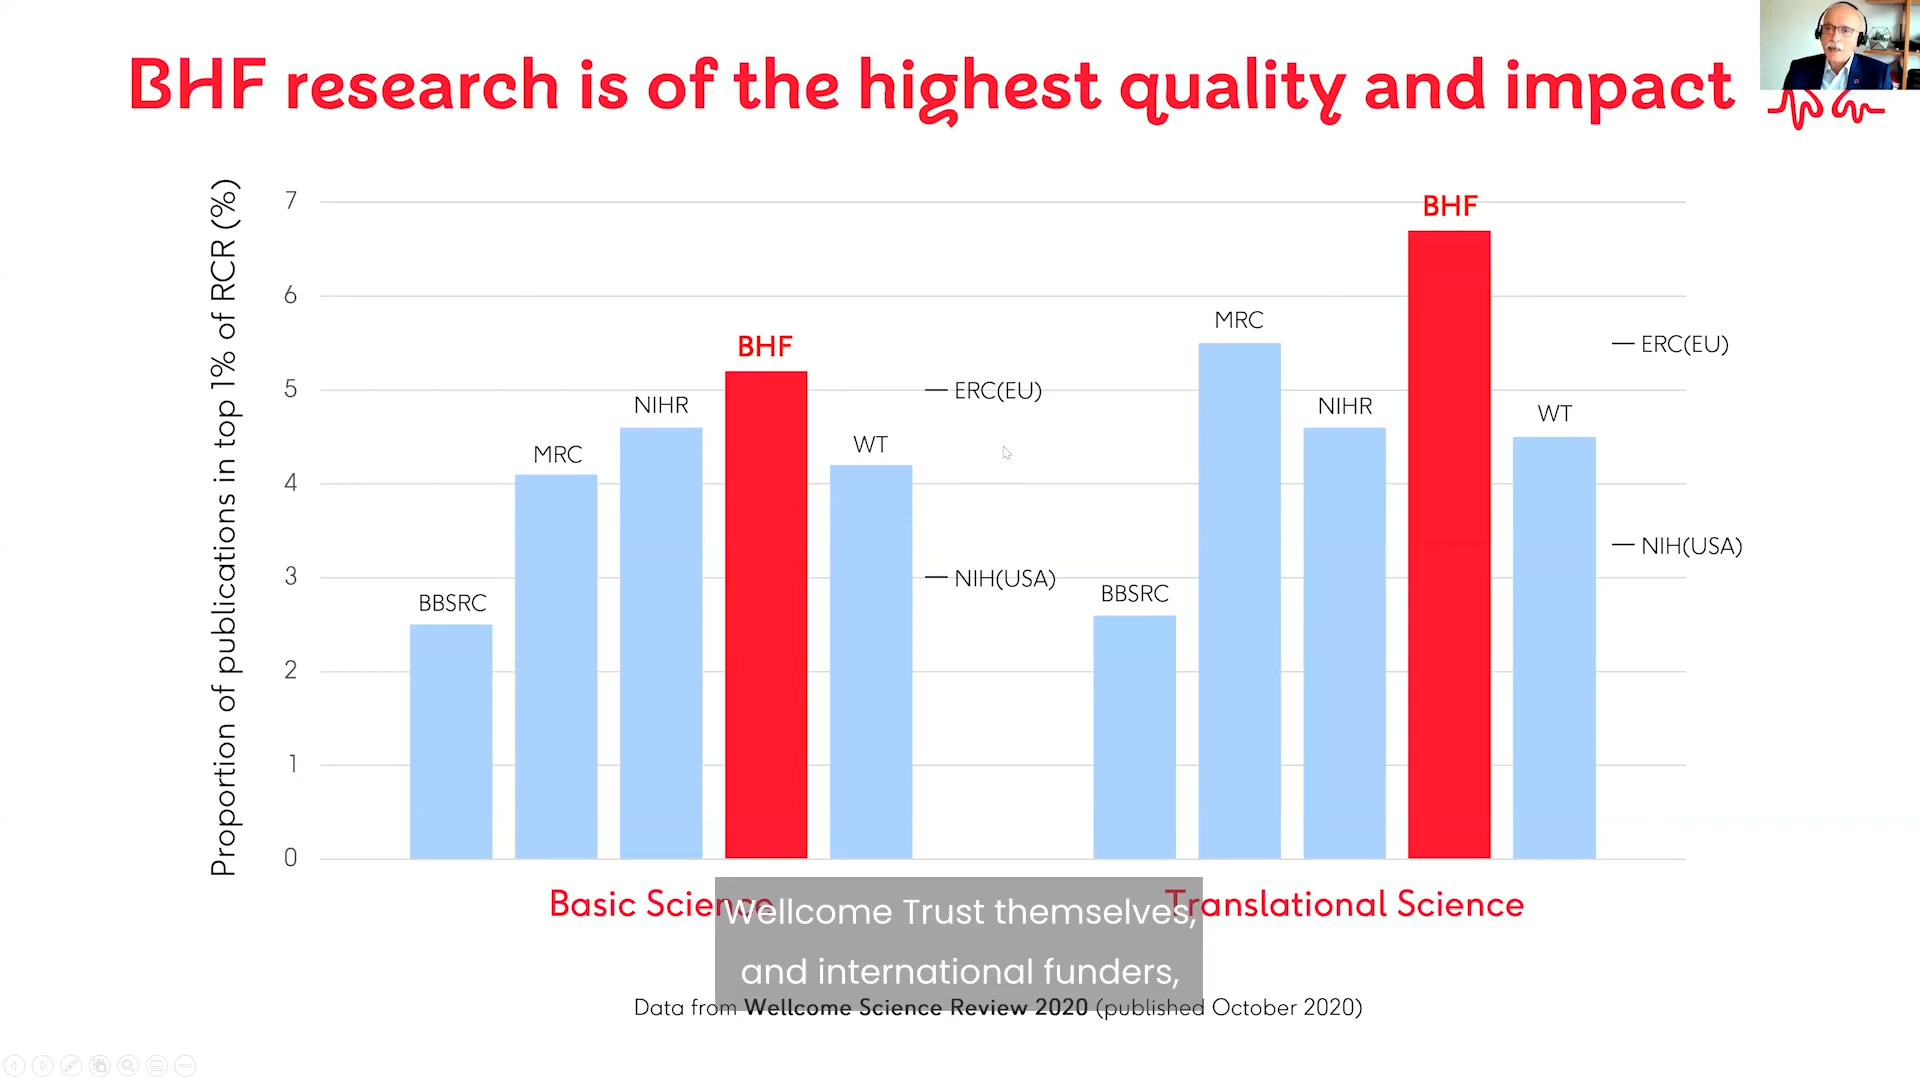 BHF research is of the highest quality and impact
Proportion of publications in top 1% of RCR (%)
7
6
5
4
3
2
1
0
BBSRC
MRC
NIHR
BHF
WT
ERC(EU)
NIH(USA)
BBSRC
MRC
NIHR
BHF
WT
ERC(EU)
NIH(USA)
Basic Science
Translational Science
Wellcome Trust themselves,
and international funders,
Data from Wellcome Science Review 2020 (published October 2020)